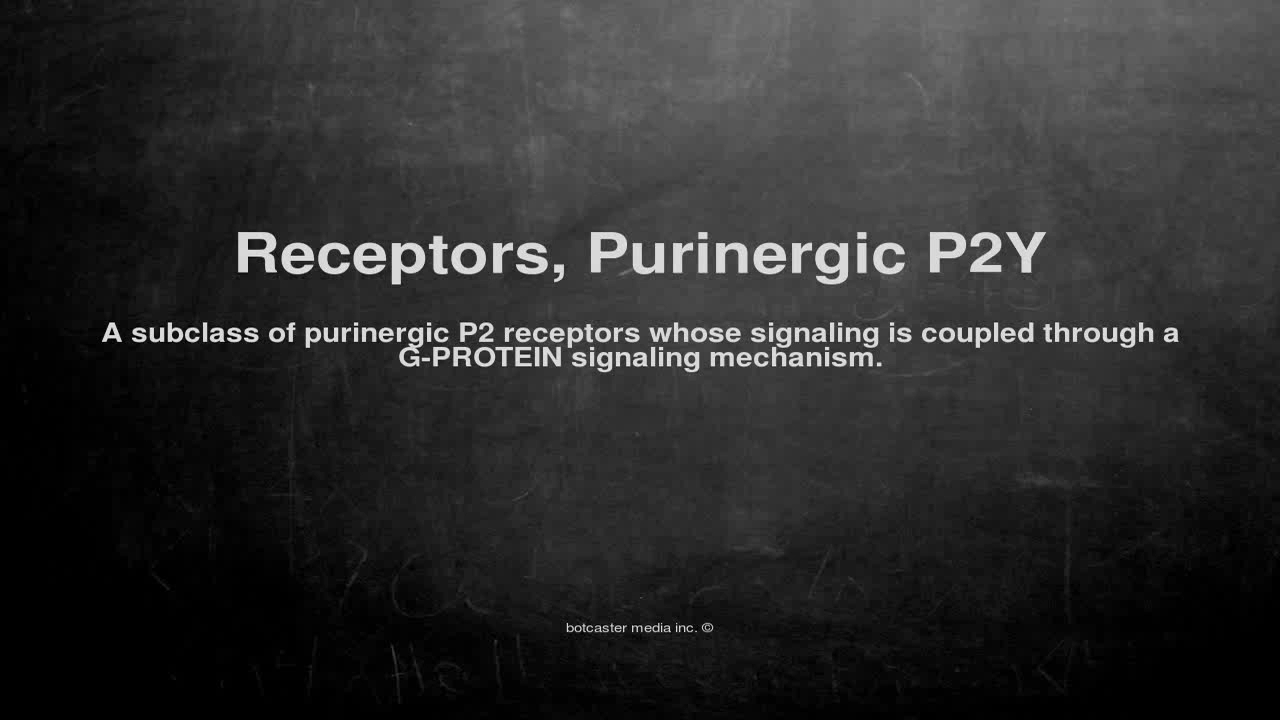 Receptors, Purinergic P2Y
A subclass of purinergic P2 receptors whose signaling is coupled through a
G-PROTEIN signaling mechanism.
botcaster media inc. ©